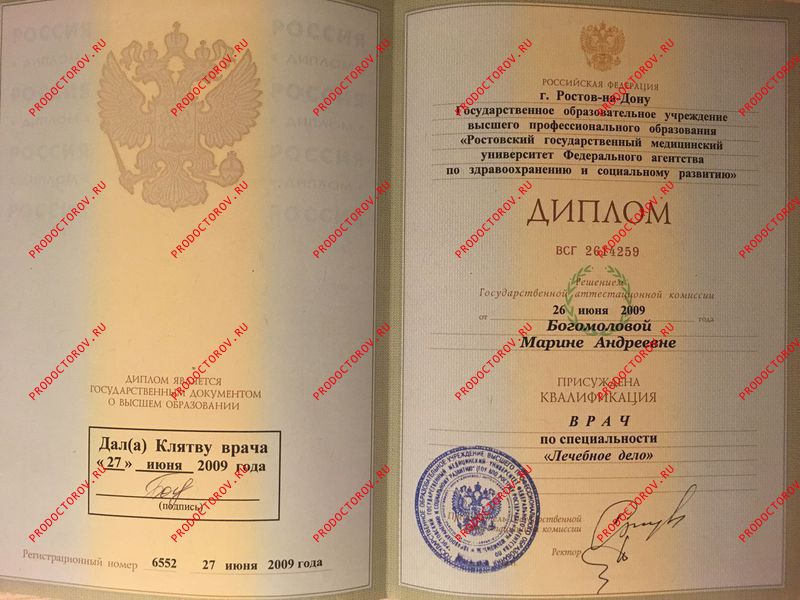 ДИПЛОМ ЯВЛЯЕТСЯ
ГОСУДАРСТВЕННЫМ ДОКУМЕНТОМ
О ВЫСШЕМ ОБРАЗОВАНИИ
Дал(а) Клятву врача
«27» июня 2009 года
(подпись)
Регистрационный номер 6552 27 июня 2009 года
РОССИЙСКАЯ ФЕДЕРАЦИЯ
г. Ростов-на-Дону
Государственное образовательное учреждение
высшего профессионального образования
«Ростовский государственный медицинский
университет Федерального агентства
по здравоохранению и социальному развитию»
ДИПЛОМ
ВСГ 2614259
Решением
Государственной аттестационной комиссии
от 26 июня 2009 года
Богомоловой
Марине Андреевне
ПРИСУЖДЕНА
КВАЛИФИКАЦИЯ
ВРАЧ
по специальности
«Лечебное дело»
Государственной
комиссии
Ректор
PRODOCTOROV.RU